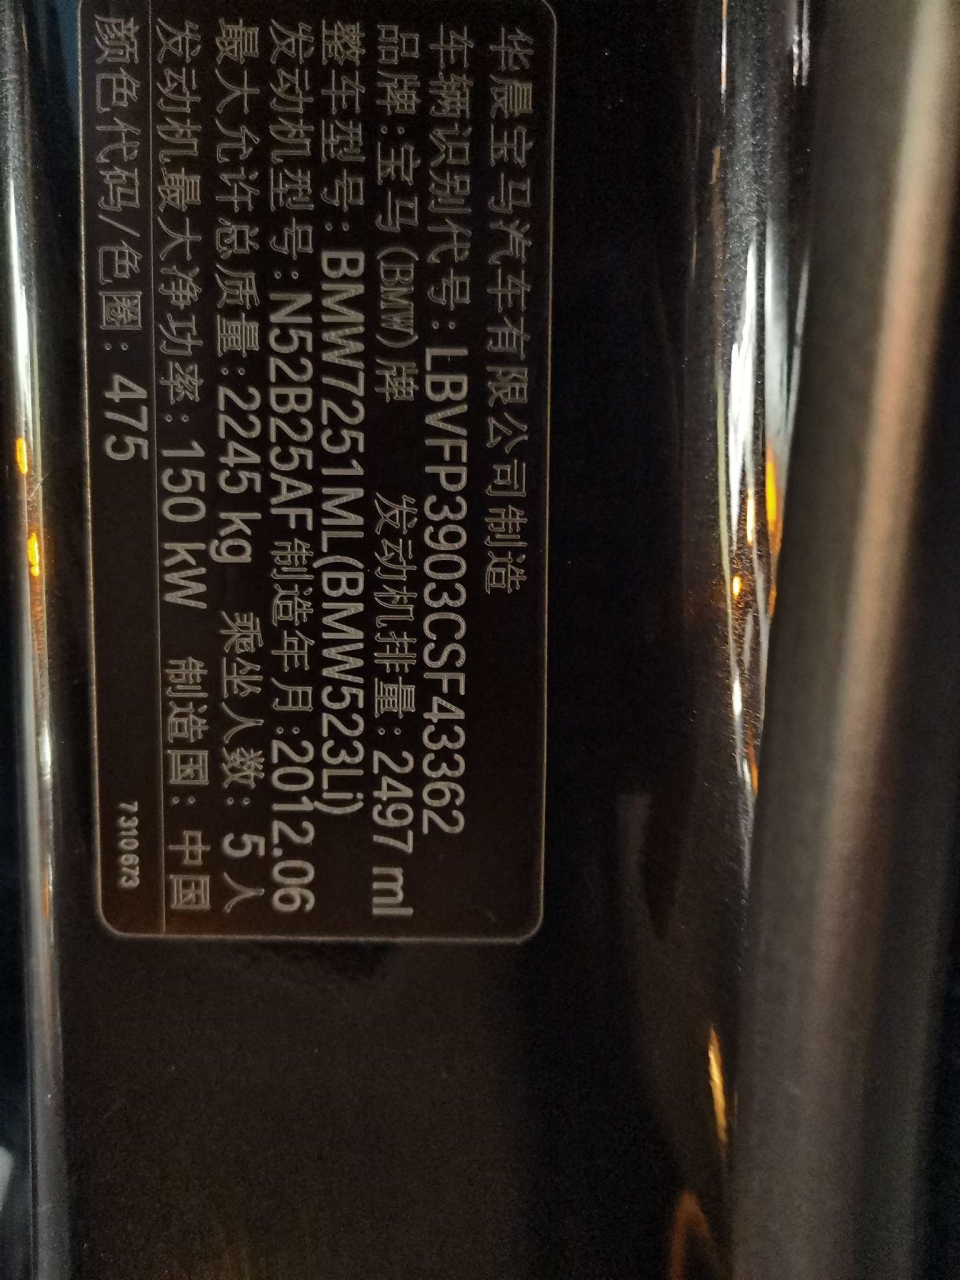 华晨宝马汽车有限公司制造
车辆识别代号:LBVFP3903CSF43362
品牌:宝马(BMW)牌 发动机排量:2497 ml
整车型号: BMW7251ML(BMW523Li)
发动机型号:N52B25AF 制造年月:2012.06
最大允许总质量:2245 kg 乘坐人数: 5 人
发动机最大净功率: 150 kW 制造国: 中国
颜色代码/色圈: 475
7 310 673